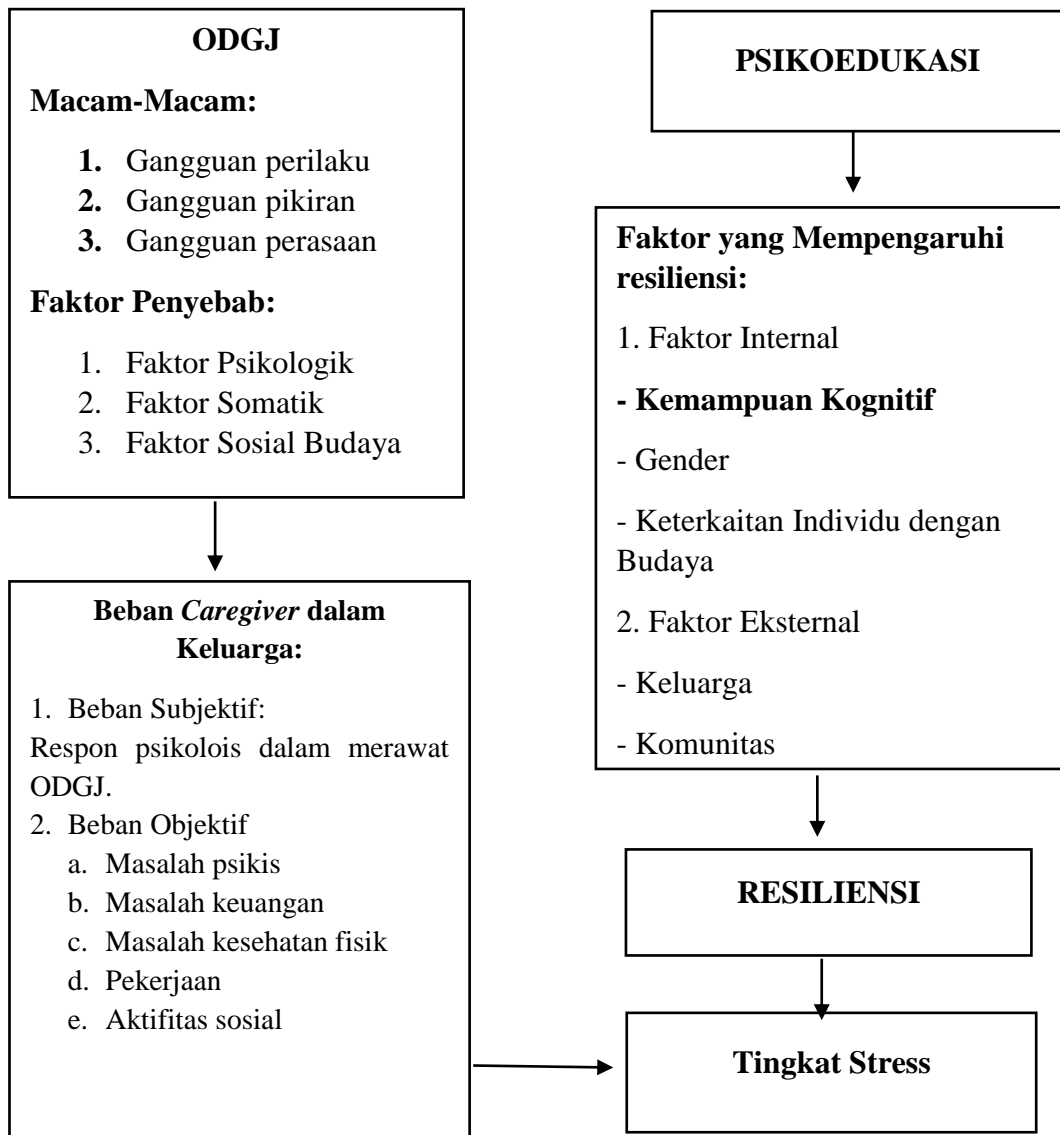 ODGJ
Macam-Macam:
1. Gangguan perilaku
2. Gangguan pikiran
3. Gangguan perasaan
Faktor Penyebab:
1. Faktor Psikologik
2. Faktor Somatik
3. Faktor Sosial Budaya
Beban Caregiver dalam
Keluarga:
1. Beban Subjektif:
Respon psikolois dalam merawat
ODGJ.
2. Beban Objektif
a. Masalah psikis
b. Masalah keuangan
c. Masalah kesehatan fisik
d. Pekerjaan
e. Aktifitas sosial
PSIKOEDUKASI
Faktor yang Mempengaruhi
resiliensi:
1. Faktor Internal
- Kemampuan Kognitif
- Gender
- Keterkaitan Individu dengan
Budaya
2. Faktor Eksternal
- Keluarga
- Komunitas
RESILIENSI
Tingkat Stress